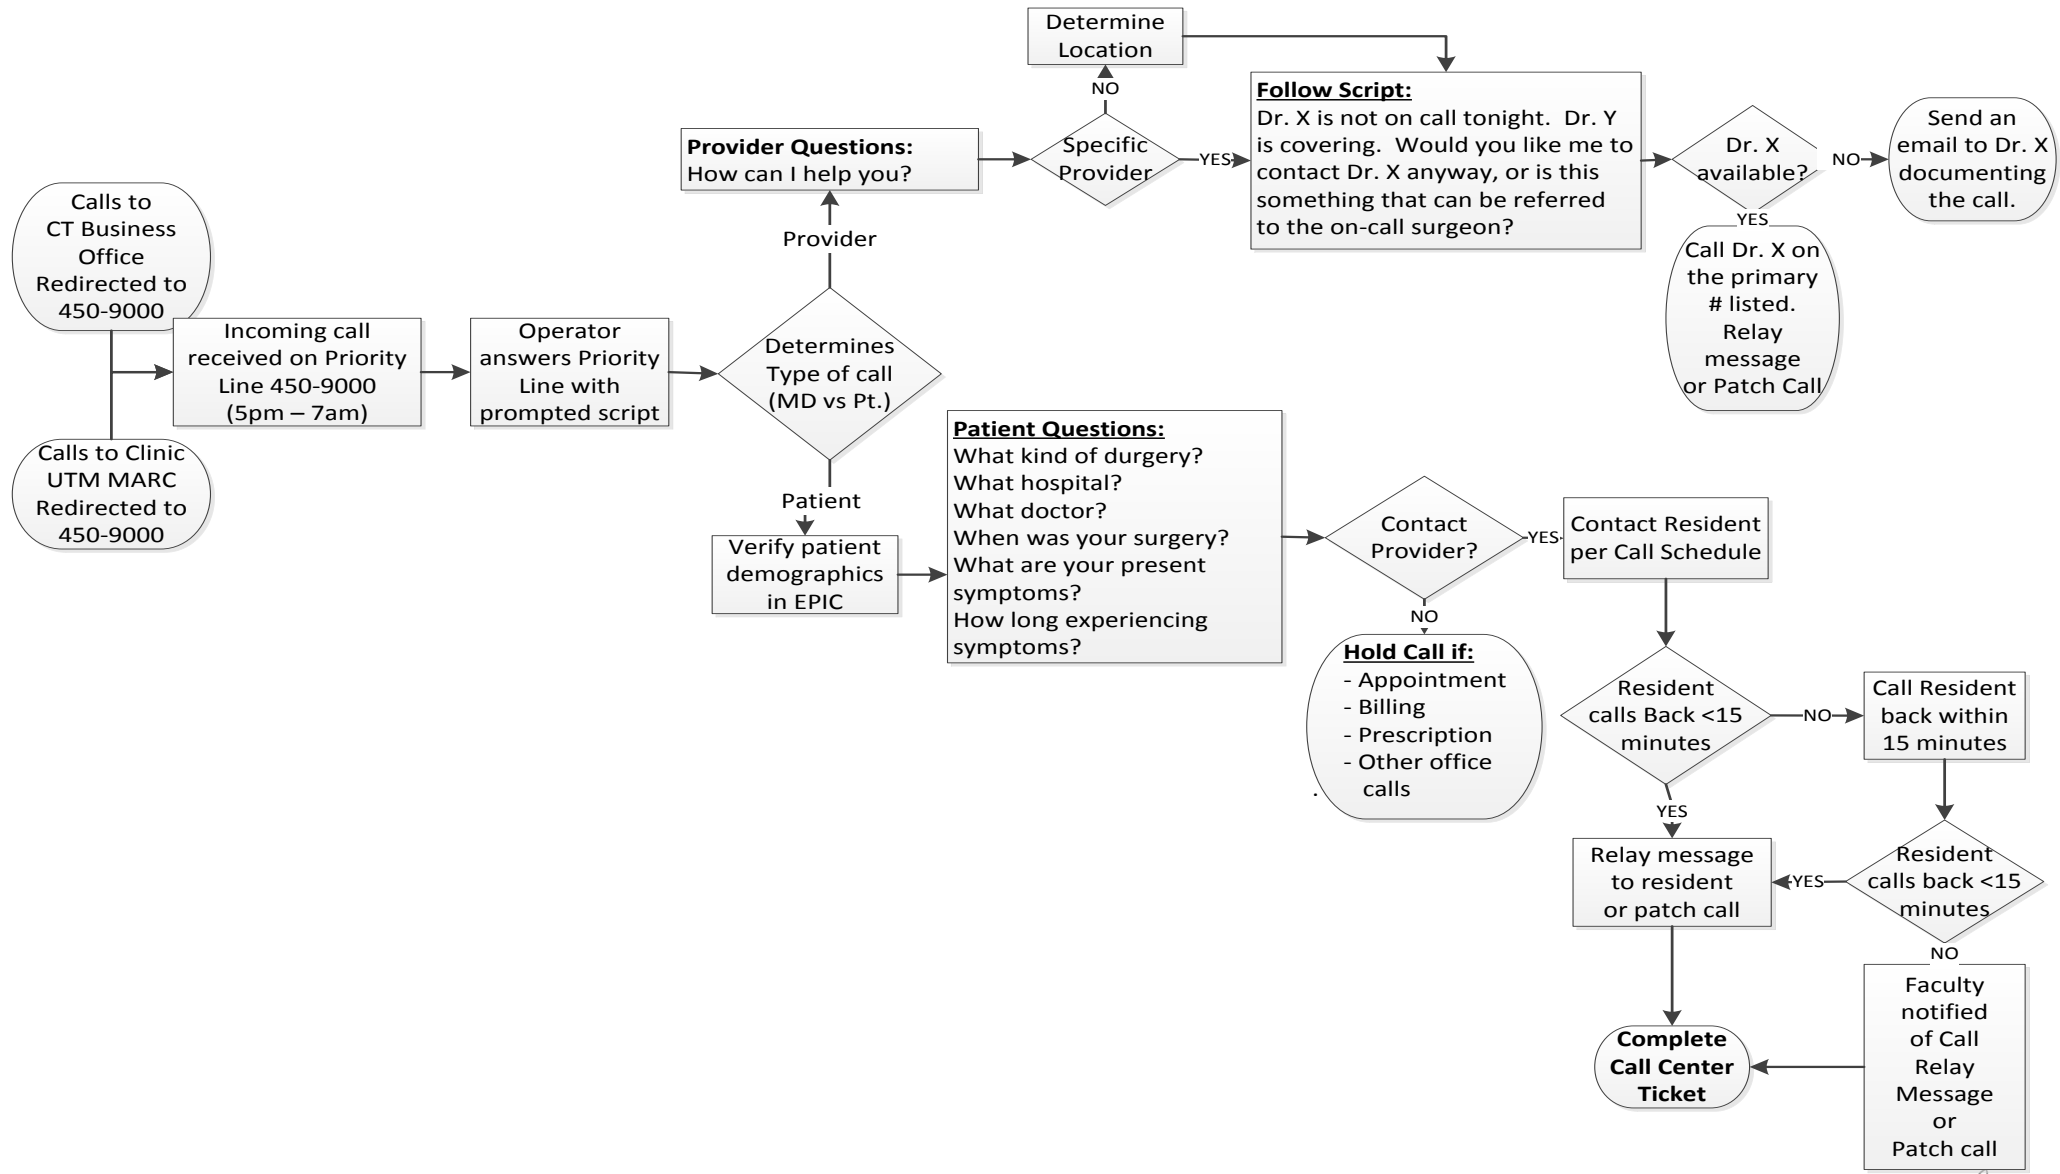 Determine
Location
NO
Follow Script:
Dr. X is not on call tonight.  Dr. Y
is covering.  Would you like me to
contact Dr. X anyway, or is this
something that can be referred
to the on-call surgeon?
Specific
Provider
YES
Provider Questions:
How can I help you?
Dr. X
available?
NO
Send an
email to Dr. X
documenting
the call.
YES
Call Dr. X on
the primary
# listed.
Relay
message
or Patch Call
Provider
Calls to
CT Business
Office
Redirected to
450-9000
Incoming call
received on Priority
Line 450-9000
(5pm – 7am)
Operator
answers Priority
Line with
prompted script
Determines
Type of call
(MD vs Pt.)
Calls to Clinic
UTM MARC
Redirected to
450-9000
Patient
Verify patient
demographics
in EPIC
Patient Questions:
What kind of durgery?
What hospital?
What doctor?
When was your surgery?
What are your present
symptoms?
How long experiencing
symptoms?
Contact
Provider?
YES
Contact Resident
per Call Schedule
NO
Hold Call if:
- Appointment
- Billing
- Prescription
- Other office
calls
.
Resident
calls Back <15
minutes
NO
Call Resident
back within
15 minutes
YES
Relay message
to resident
or patch call
YES
Resident
calls back <15
minutes
NO
Faculty
notified
of Call
Relay
Message
or
Patch call
Complete
Call Center
Ticket